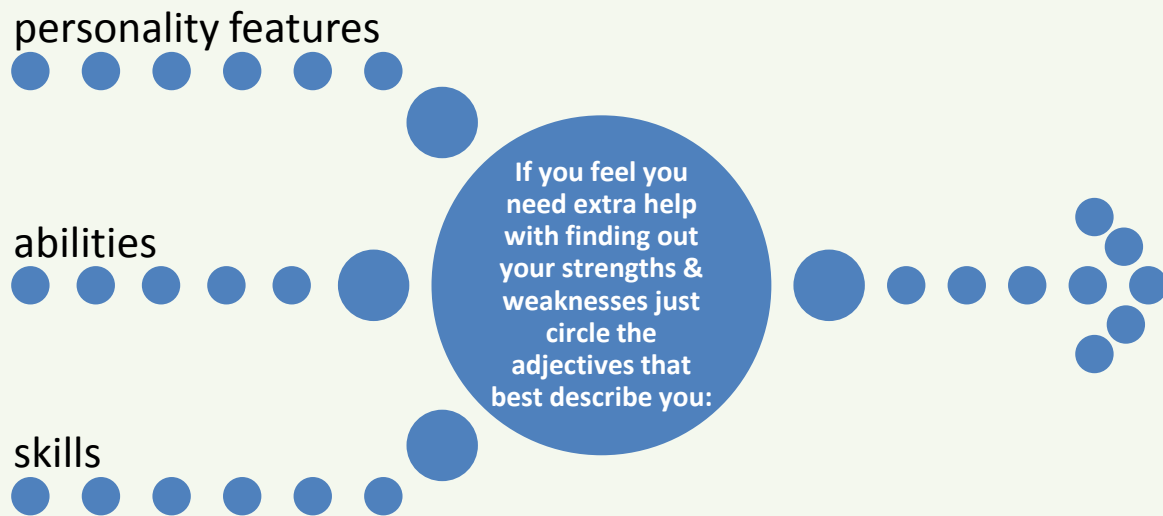 personality features
abilities
skills
If you feel you
need extra help
with finding out
your strengths &
weaknesses just
circle the
adjectives that
best describe you: